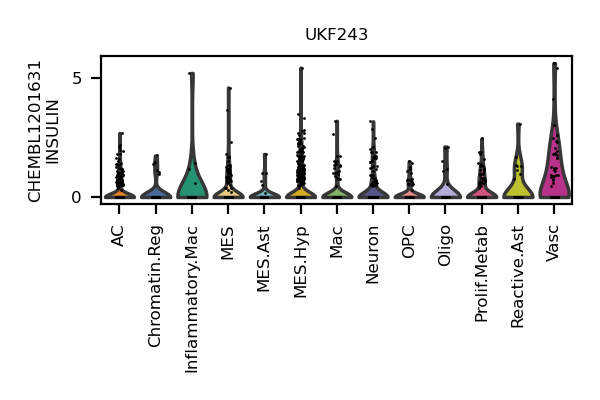 UKF243
CHEMBL1201631
INSULIN
5
0
AC
Chromatin.Reg
Inflammatory.Mac
MES
MES.Ast
MES.Hyp
Mac
Neuron
OPC
Oligo
Prolif.Metab
Reactive.Ast
Vasc